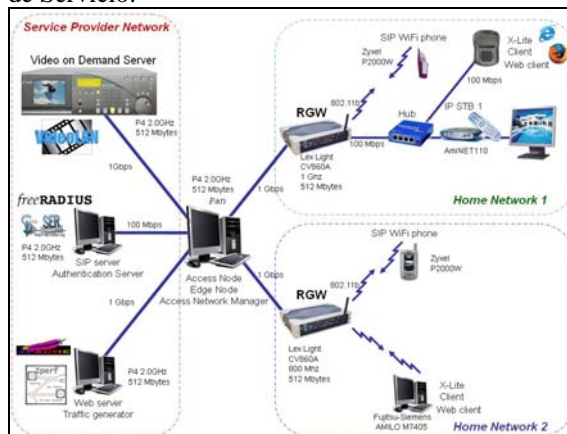 de Servicio.
Service Provider Network
Video on Demand Server
P4 2.0GHz
512 Mbytes
VideoLAN
1Gbps
freeRADIUS
SER
P4 2.0GHz
512 Mbytes
SIP server
Authentication Server
100 Mbps
1 Gbps
P4 2.0GHz
512 Mbytes
Web server
Traffic generator
P4 2.0GHz
512 Mbytes
Access Node
Edge Node
Access Network Manager
1 Gbps
1 Gbps
SIP WiFi phone
Zyxel
P2000W
802.11b
RGW
Lex Light
CV860A
1 Ghz
512 Mbytes
100 Mbps
Hub
100 Mbps
X-Lite
Client
Web client
IP STB 1
AmiNET110
Home Network 1
SIP WiFi phone
Zyxel
P2000W
802.11b
RGW
Lex Light
CV860A
800 Mhz
512 Mbytes
X-Lite
Client
Web client
Fujitsu-Siemens
AMILO M7405
Home Network 2